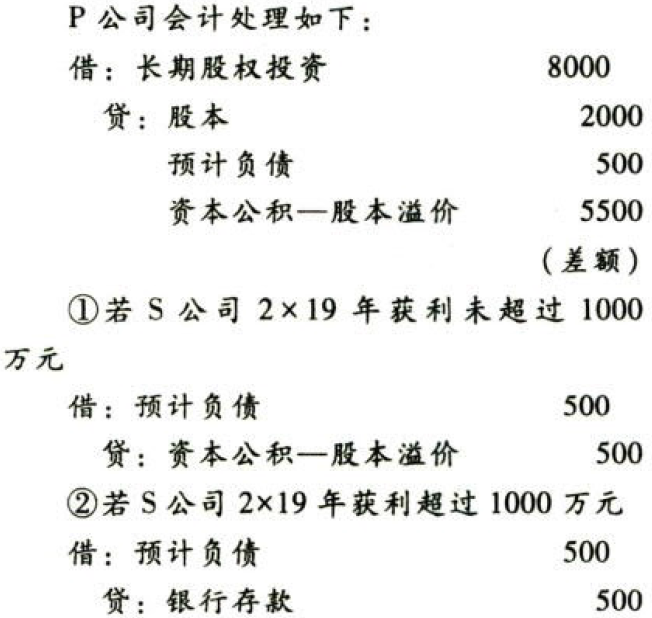 P公司会计处理如下：
借：长期股权投资 8000
贷：股本 2000
预计负债 500
资本公积—股本溢价 5500
（差额）
①若 S 公司 2×19 年获利未超过 1000
万元
借：预计负债 500
贷：资本公积—股本溢价 500
②若 S 公司 2×19 年获利超过 1000 万元
借：预计负债 500
贷：银行存款 500